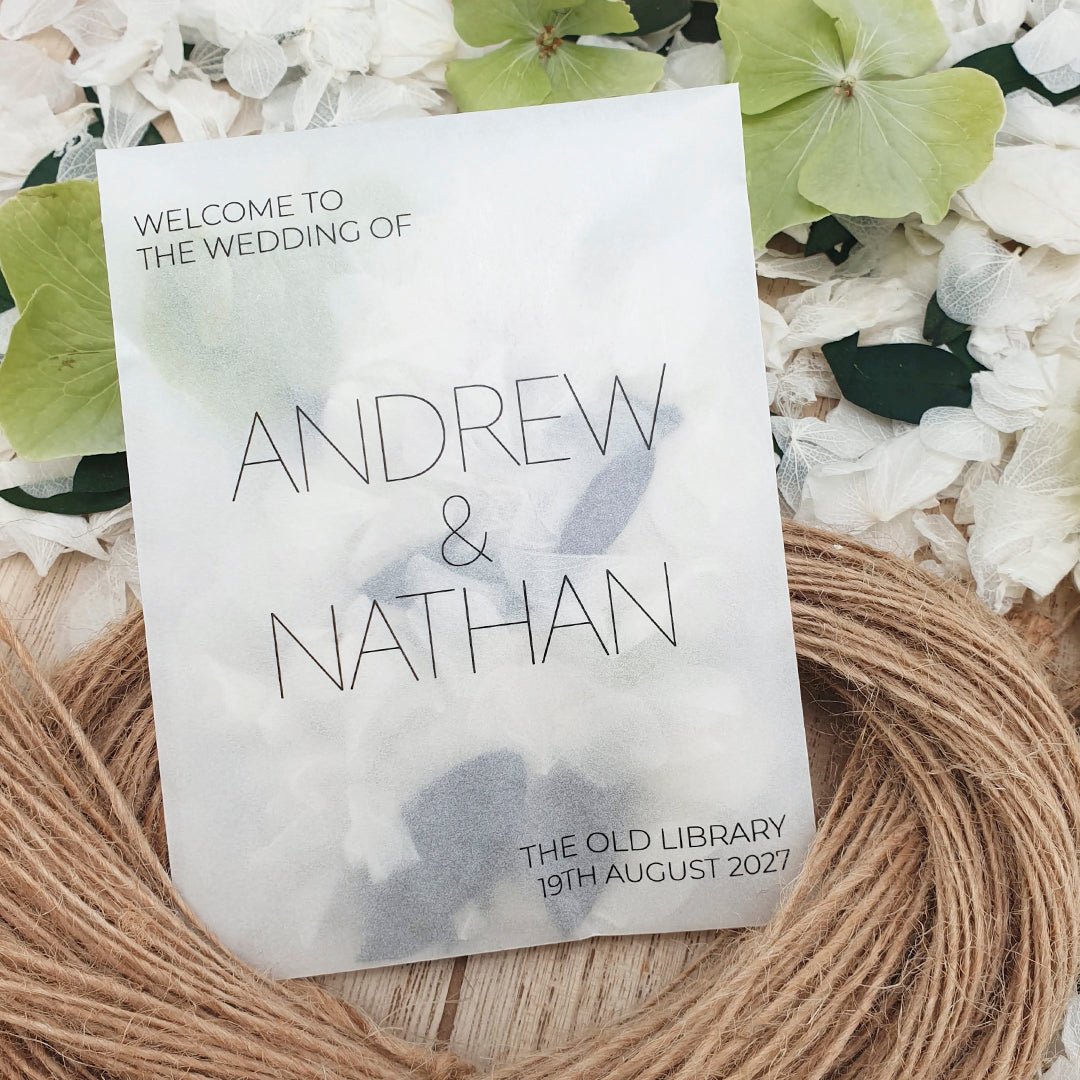 WELCOME TO
THE WEDDING OF
ANDREW
&
NATHAN
THE OLD LIBRARY
19TH AUGUST 2027